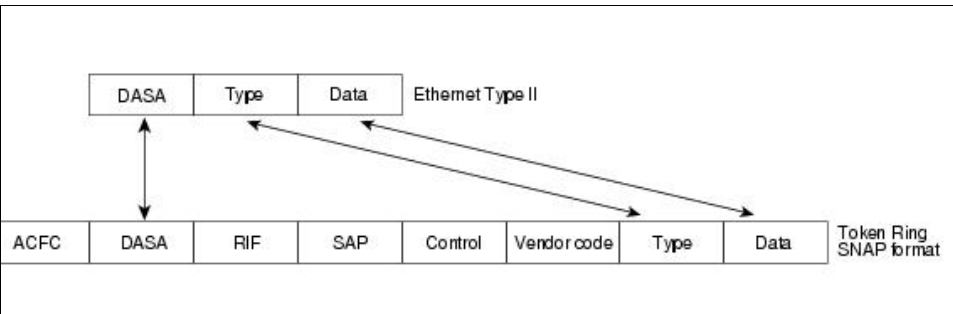 DASA Type Data Ethernet Type II
ACFC DASA RIF SAP Control Vendor code Type Data Token Ring
SNAP format